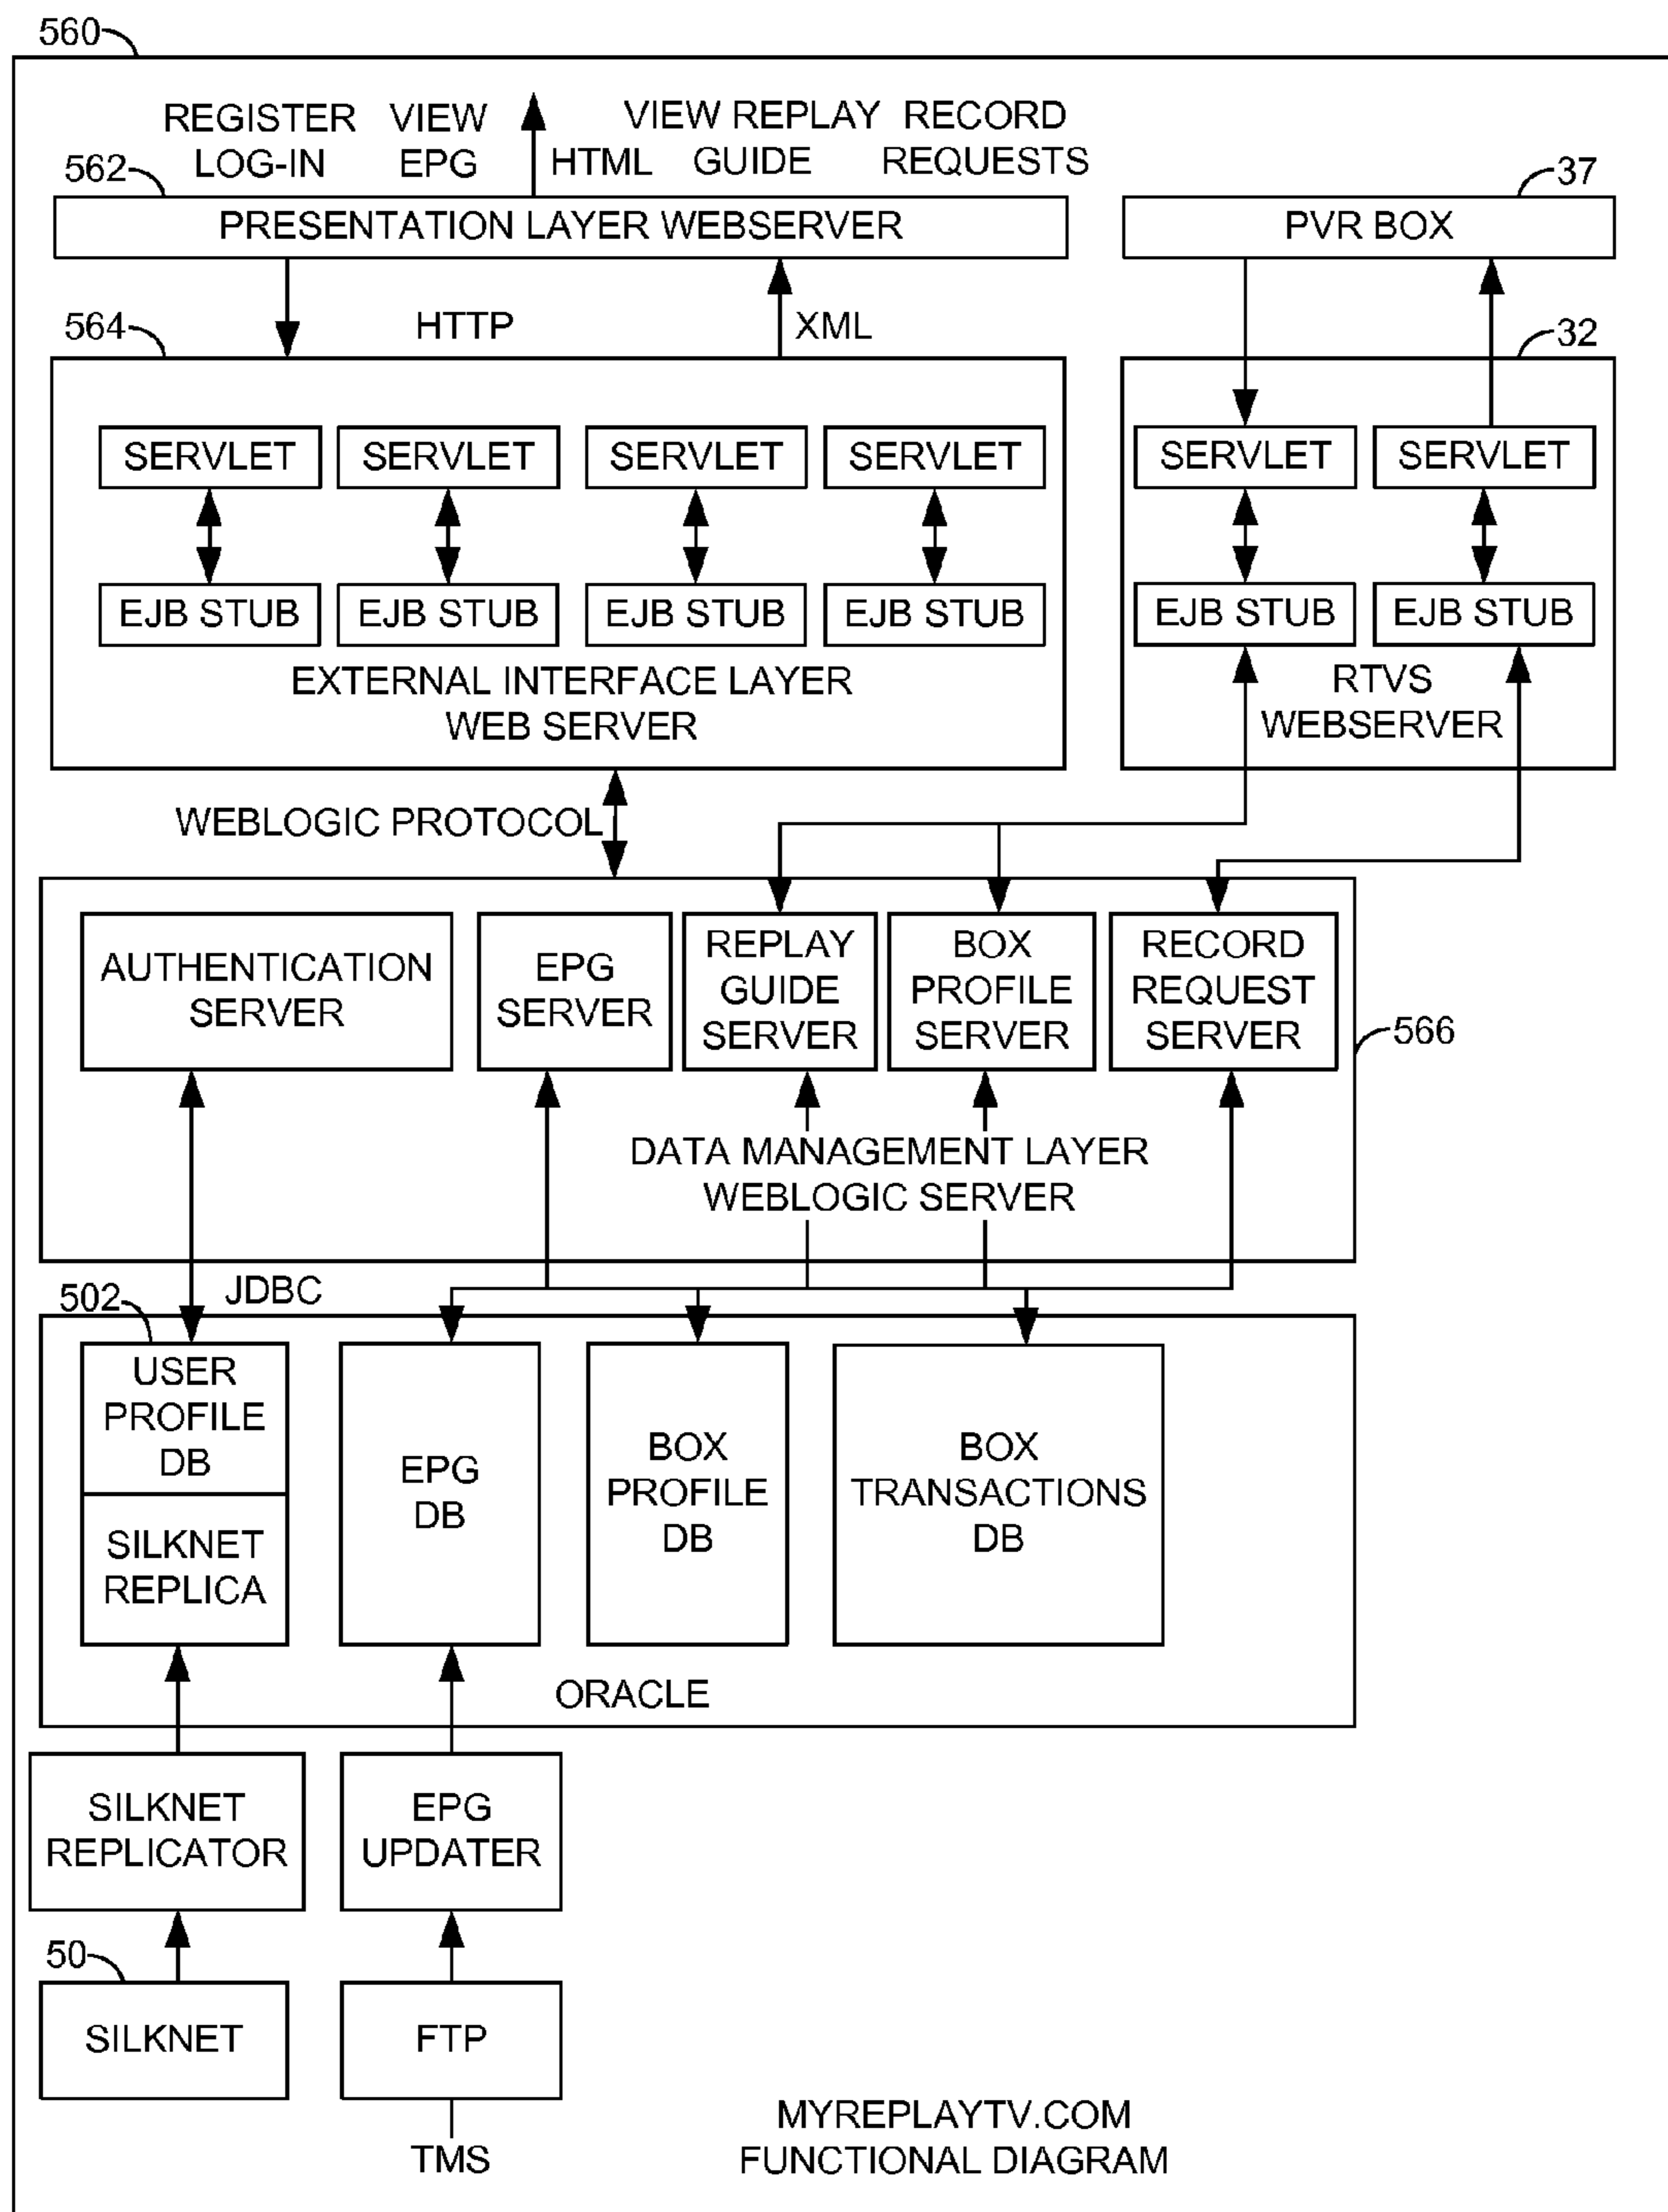 560
REGISTER LOG-IN
VIEW EPG
HTML
VIEW REPLAY GUIDE
RECORD REQUESTS
562
PRESENTATION LAYER WEBSERVER
37
PVR BOX
564
HTTP
XML
32
SERVLET
SERVLET
SERVLET
SERVLET
EJB STUB
EJB STUB
EJB STUB
EJB STUB
EXTERNAL INTERFACE LAYER
WEB SERVER
SERVLET
SERVLET
EJB STUB
EJB STUB
RTVS
WEBSERVER
WEBLOGIC PROTOCOL
AUTHENTICATION
SERVER
EPG
SERVER
REPLAY
GUIDE
SERVER
BOX
PROFILE
SERVER
RECORD
REQUEST
SERVER
566
DATA MANAGEMENT LAYER
WEBLOGIC SERVER
JDBC
502
USER
PROFILE
DB
SILKNET
REPLICA
EPG
DB
BOX
PROFILE
DB
BOX
TRANSACTIONS
DB
ORACLE
SILKNET
REPLICATOR
EPG
UPDATER
50
SILKNET
FTP
TMS
MYREPLAYTV.COM
FUNCTIONAL DIAGRAM